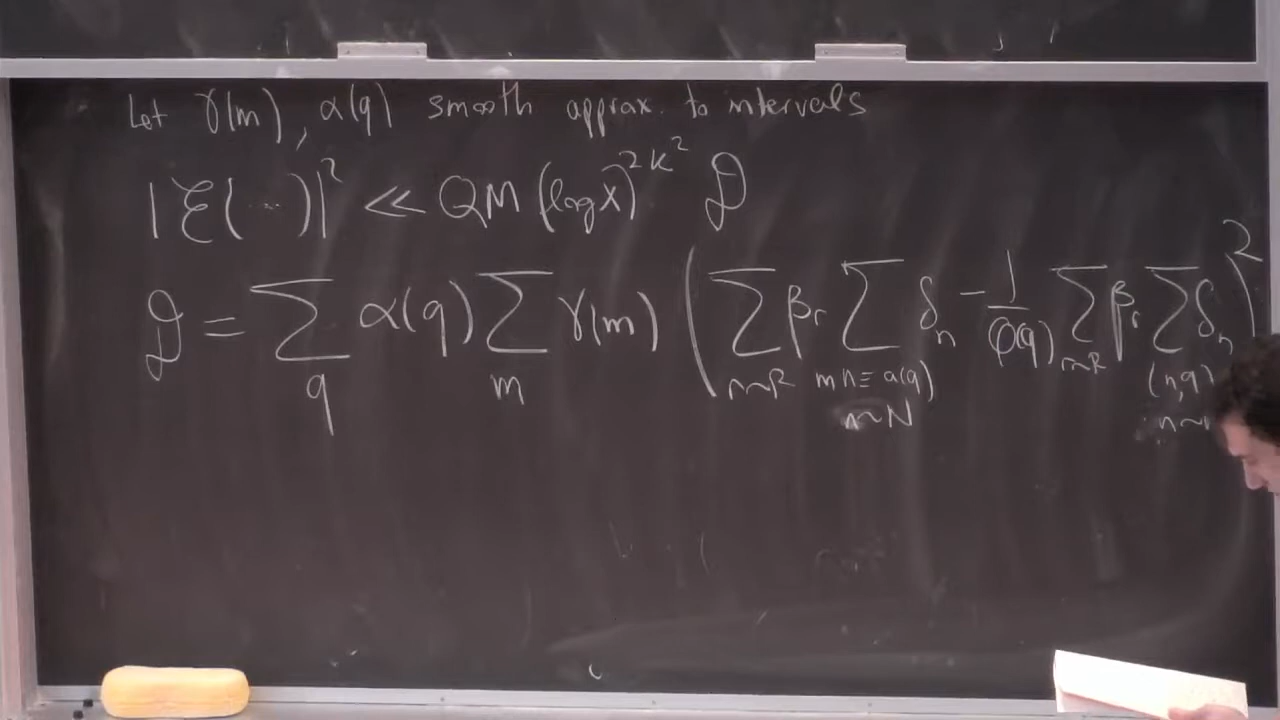 Let γ(m), α(q) smooth approx. to intervals
|ℰ(⋯)|² ≪ QM (log x)^{2k²} 𝒟
𝒟 = ∑_q α(q) ∑_m γ(m) ( ∑_{r∼R} β_r ∑_{mn≡a(q), n∼N} δ_n − 1/φ(q) ∑_{r∼R} β_r ∑_{(n,q) n∼} δ_n )²